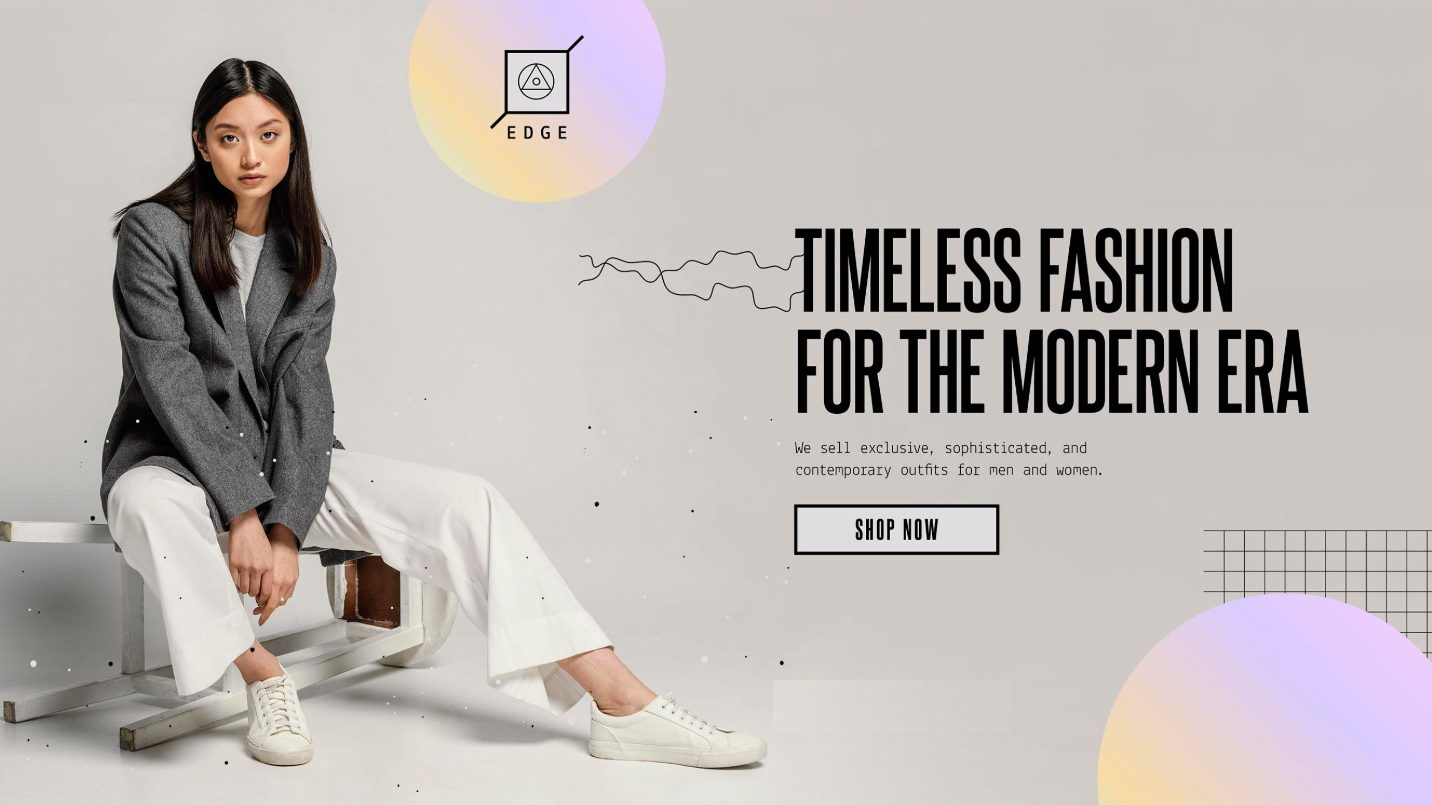 EDGE
TIMELESS FASHION
FOR THE MODERN ERA
We sell exclusive, sophisticated, and
contemporary outfits for men and women.
SHOP NOW